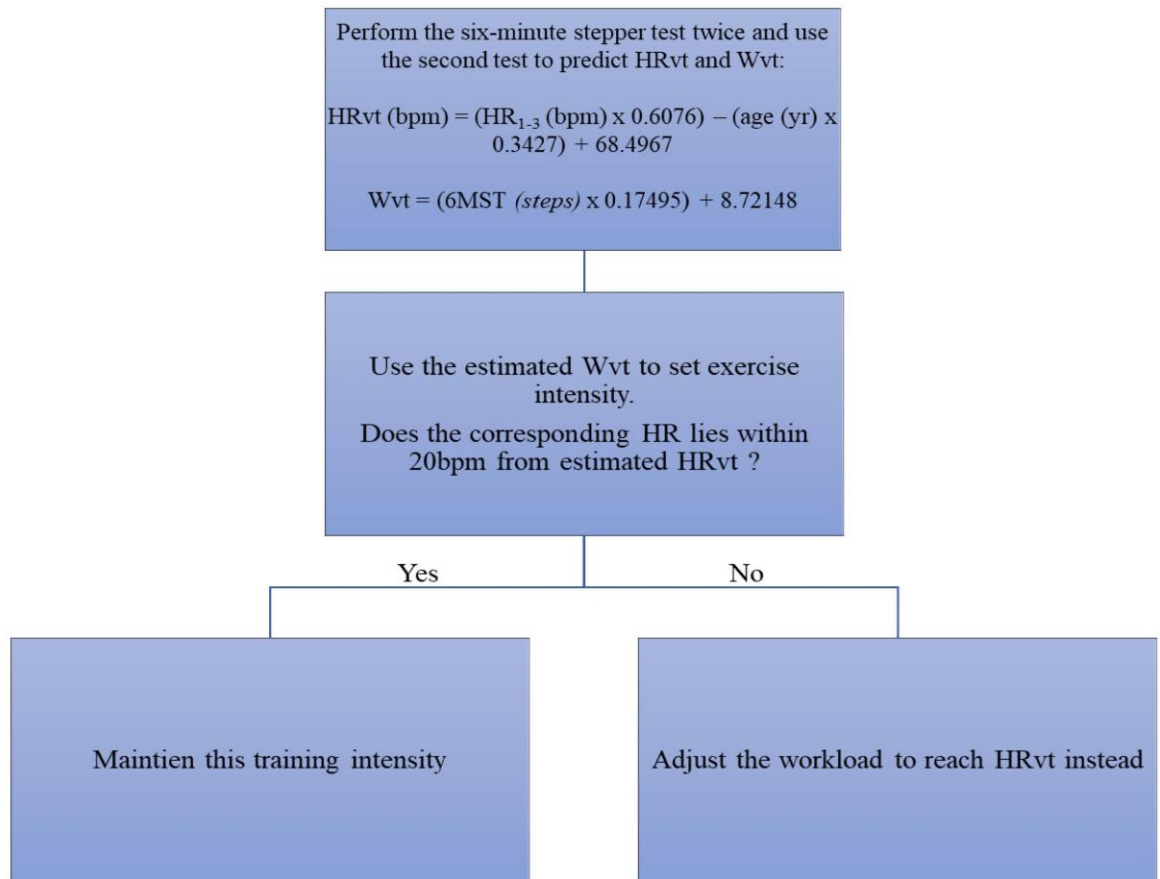 Perform the six-minute stepper test twice and use
the second test to predict HRvt and Wvt:
HRvt (bpm) = (HR1-3 (bpm) x 0.6076) – (age (yr) x
0.3427) + 68.4967
Wvt = (6MST (steps) x 0.17495) + 8.72148
Use the estimated Wvt to set exercise
intensity.
Does the corresponding HR lies within
20bpm from estimated HRvt ?
Yes
No
Maintien this training intensity
Adjust the workload to reach HRvt instead